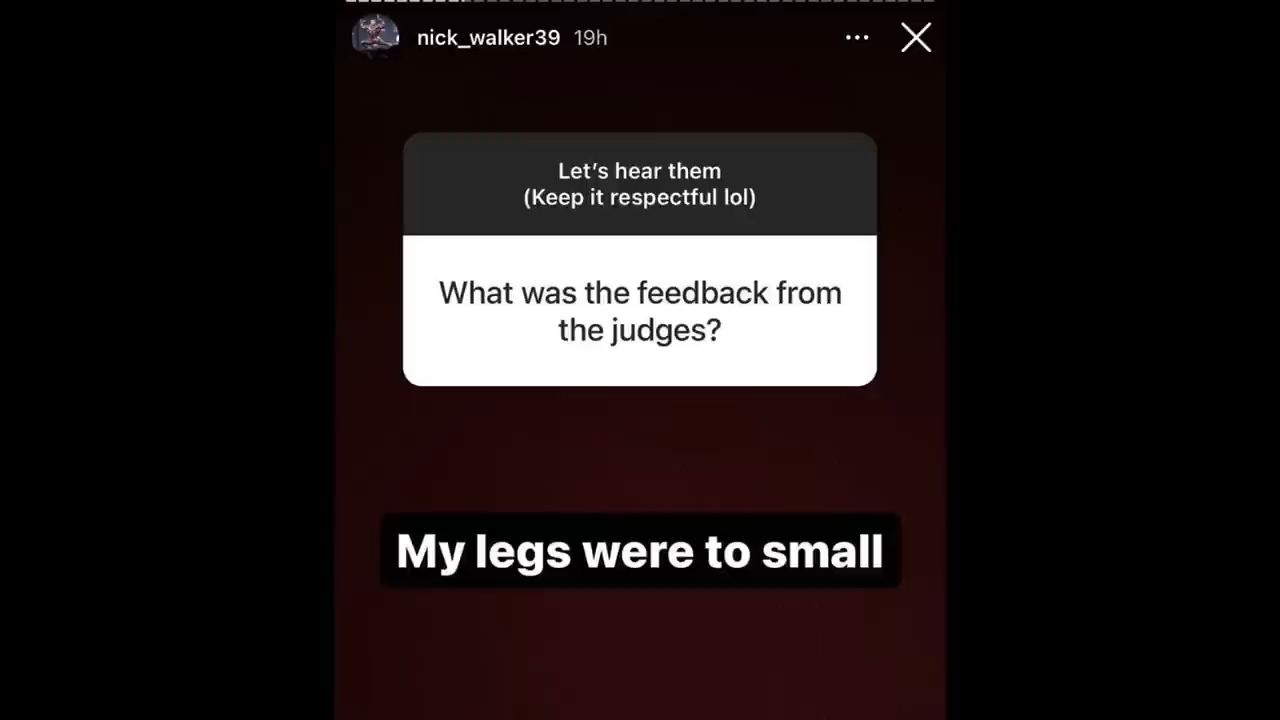 nick_walker39 19h
Let's hear them
(Keep it respectful lol)
What was the feedback from
the judges?
My legs were to small